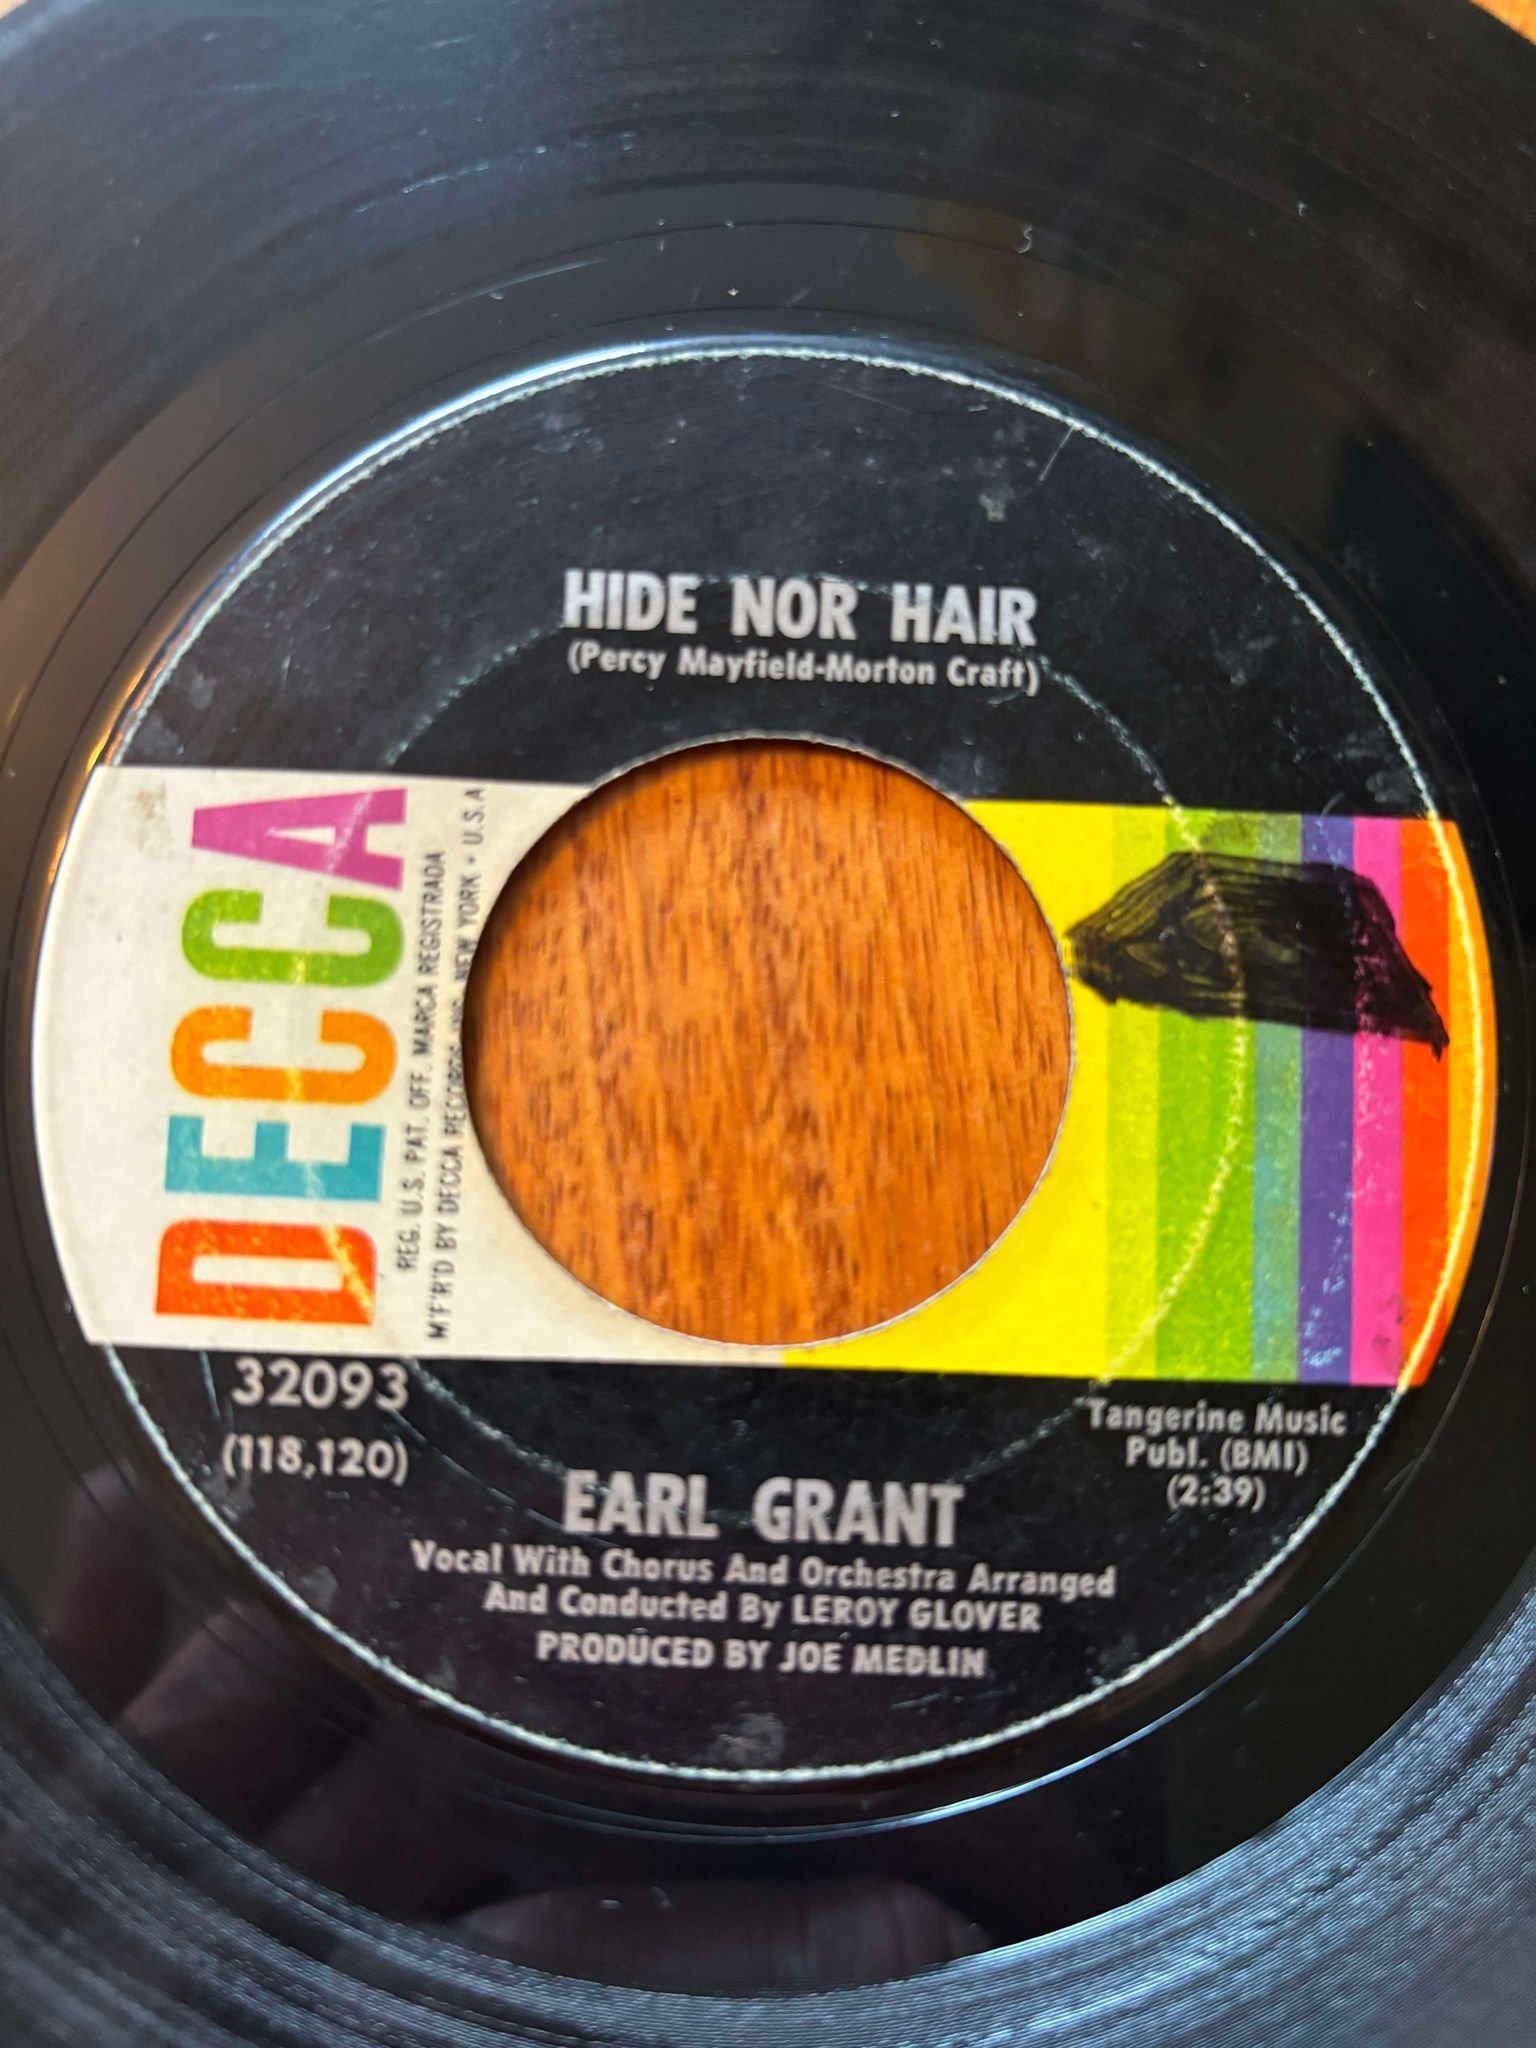 HIDE NOR HAIR
(Percy Mayfield-Morton Craft)
DECCA
REG. U.S. PAT. OFF. MARCA REGISTRADA
M'F'R'D BY DECCA RECORDS INC. NEW YORK • U.S.A
32093
(118,120)
Tangerine Music
Publ. (BMI)
(2:39)
EARL GRANT
Vocal With Chorus And Orchestra Arranged
And Conducted By LEROY GLOVER
PRODUCED BY JOE MEDLIN